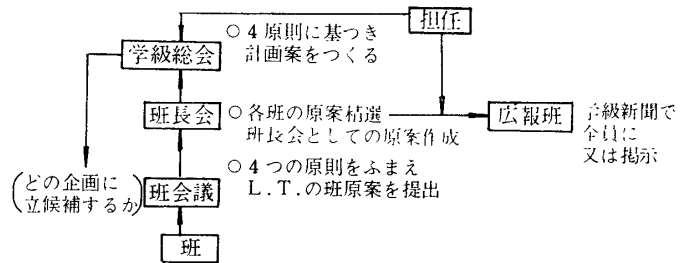 担任
○4原則に基つき
計画案をつくる
学級総会
班長会
○各班の原案精選
班長会としての原案作成
広報班
学級新聞で
全員に
又は掲示
○4つの原則をふまえ
L.T.の班原案を提出
(どの企画に
立候補するか)
班会議
班